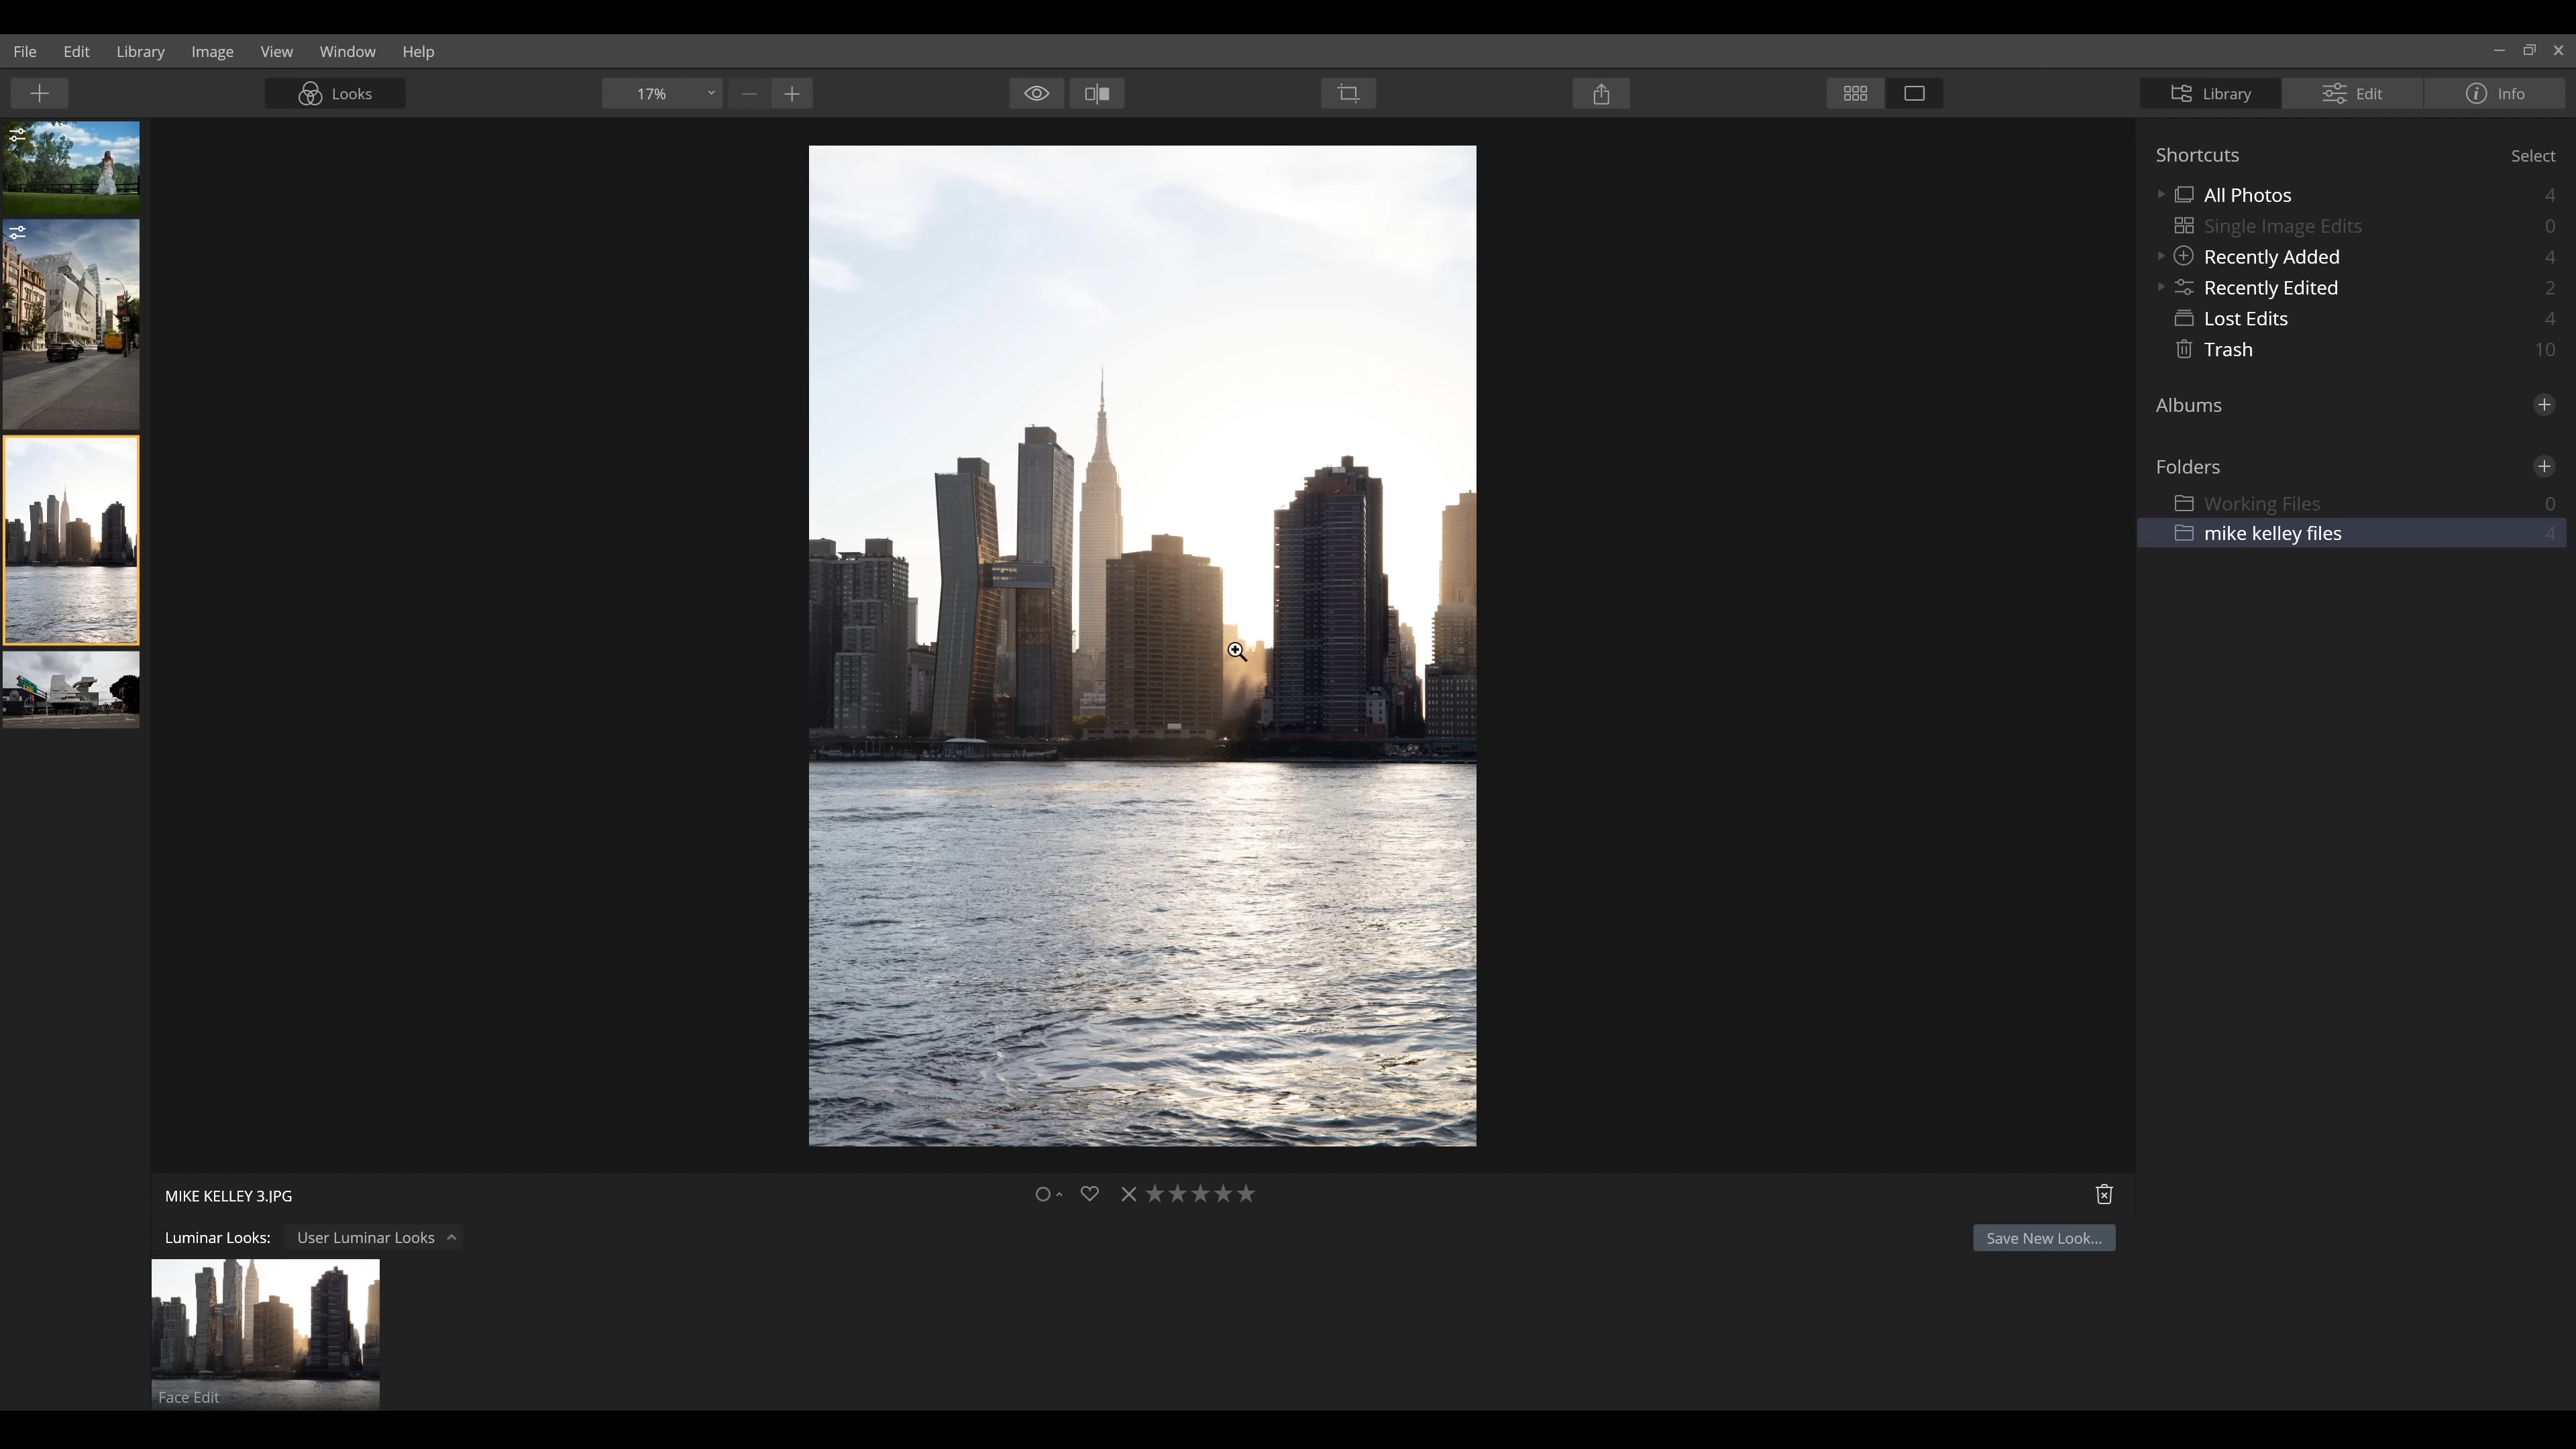 File Edit Library Image View Window Help
Looks 17% Library Edit Info
Shortcuts Select
All Photos 4
Single Image Edits 0
Recently Added 4
Recently Edited 2
Lost Edits 4
Trash 10
Albums
Folders
Working Files 0
mike kelley files 4
MIKE KELLEY 3.JPG
Luminar Looks: User Luminar Looks Save New Look...
Face Edit